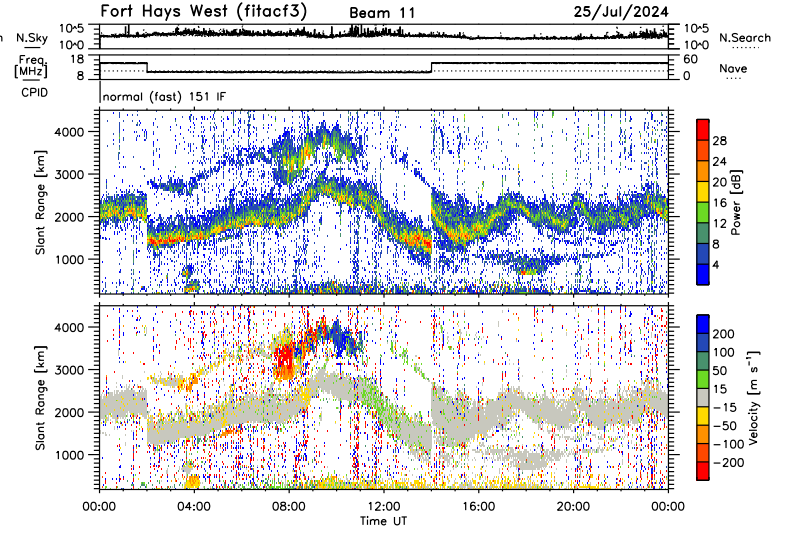 Fort Hays West (fitacf3) Beam 11 25/Jul/2024
N.Sky 10^5 10^0 10^5 10^0 N.Search
Freq. [MHz] 18 8 60 0 Nave
CPID normal (fast) 151 IF
Slant Range [km] 4000 3000 2000 1000
28 24 20 16 12 8 4 Power [dB]
Slant Range [km] 4000 3000 2000 1000
200 100 50 15 -15 -50 -100 -200 Velocity [m s⁻¹]
00:00 04:00 08:00 12:00 16:00 20:00 00:00
Time UT